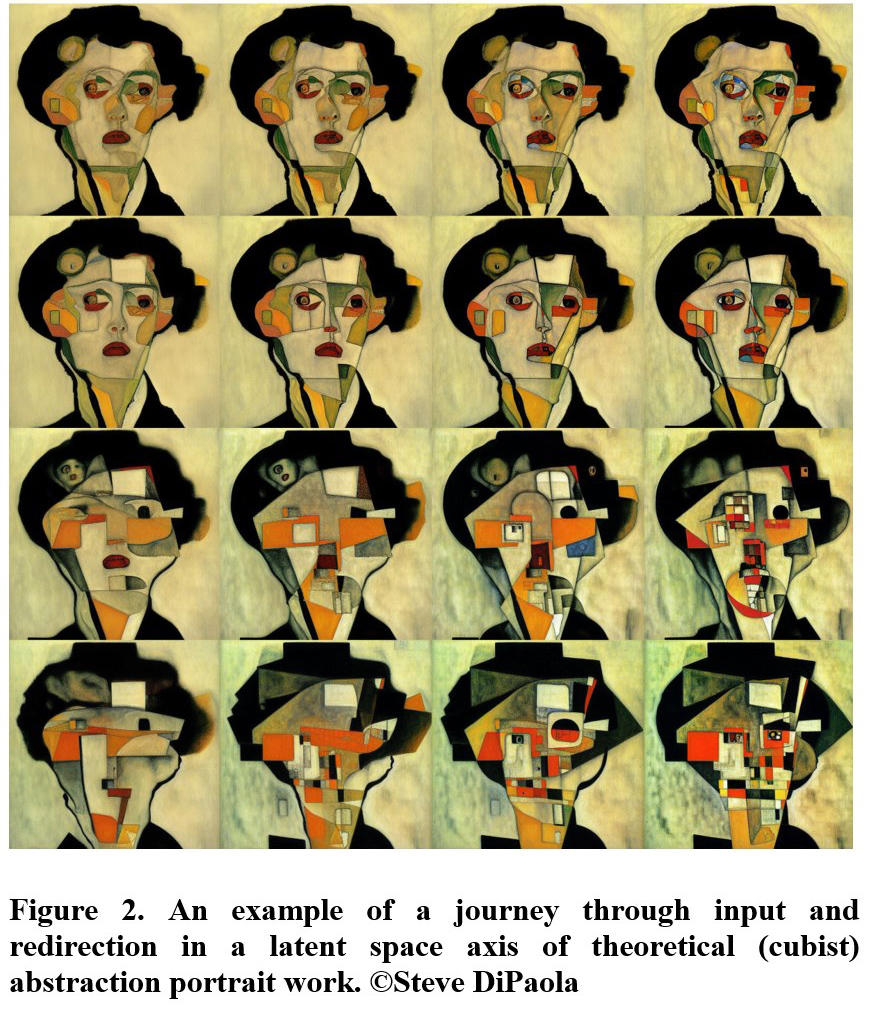 Figure 2. An example of a journey through input and
redirection in a latent space axis of theoretical (cubist)
abstraction portrait work. ©Steve DiPaola